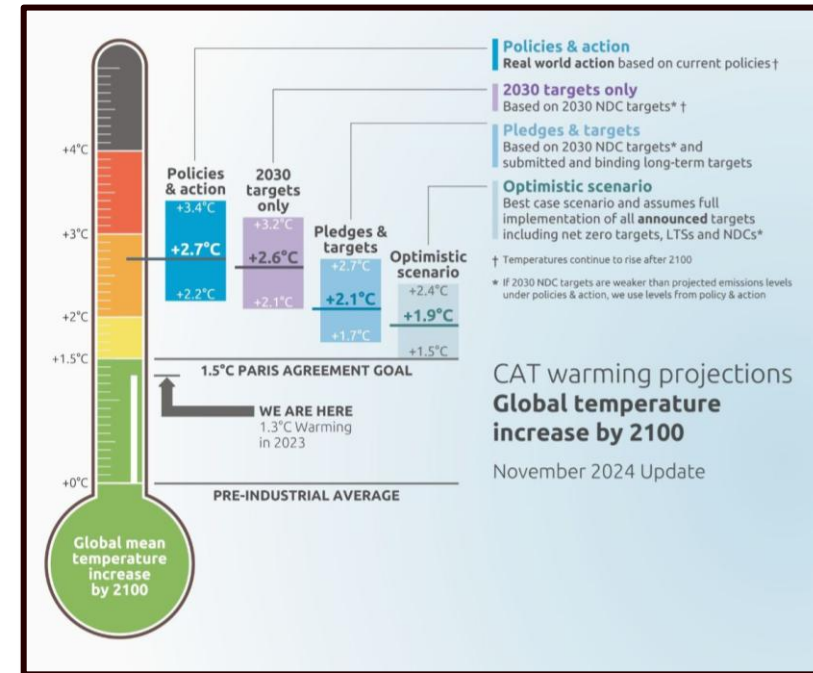 Policies & action
Real world action based on current policies †
2030 targets only
Based on 2030 NDC targets* †
Pledges & targets
Based on 2030 NDC targets* and
submitted and binding long-term targets
Optimistic scenario
Best case scenario and assumes full
implementation of all announced targets
including net zero targets, LTSs and NDCs*
† Temperatures continue to rise after 2100
* If 2030 NDC targets are weaker than projected emissions levels
under policies & action, we use levels from policy & action
+4°C
+3°C
+2°C
+1.5°C
+0°C
Policies
& action
+3.4°C
+2.7°C
+2.2°C
2030
targets
only
+3.2°C
+2.6°C
+2.1°C
Pledges &
targets
+2.7°C
+2.1°C
+1.7°C
Optimistic
scenario
+2.4°C
+1.9°C
+1.5°C
1.5°C PARIS AGREEMENT GOAL
WE ARE HERE
1.3°C Warming
in 2023
PRE-INDUSTRIAL AVERAGE
Global mean
temperature
increase
by 2100
CAT warming projections
Global temperature
increase by 2100
November 2024 Update